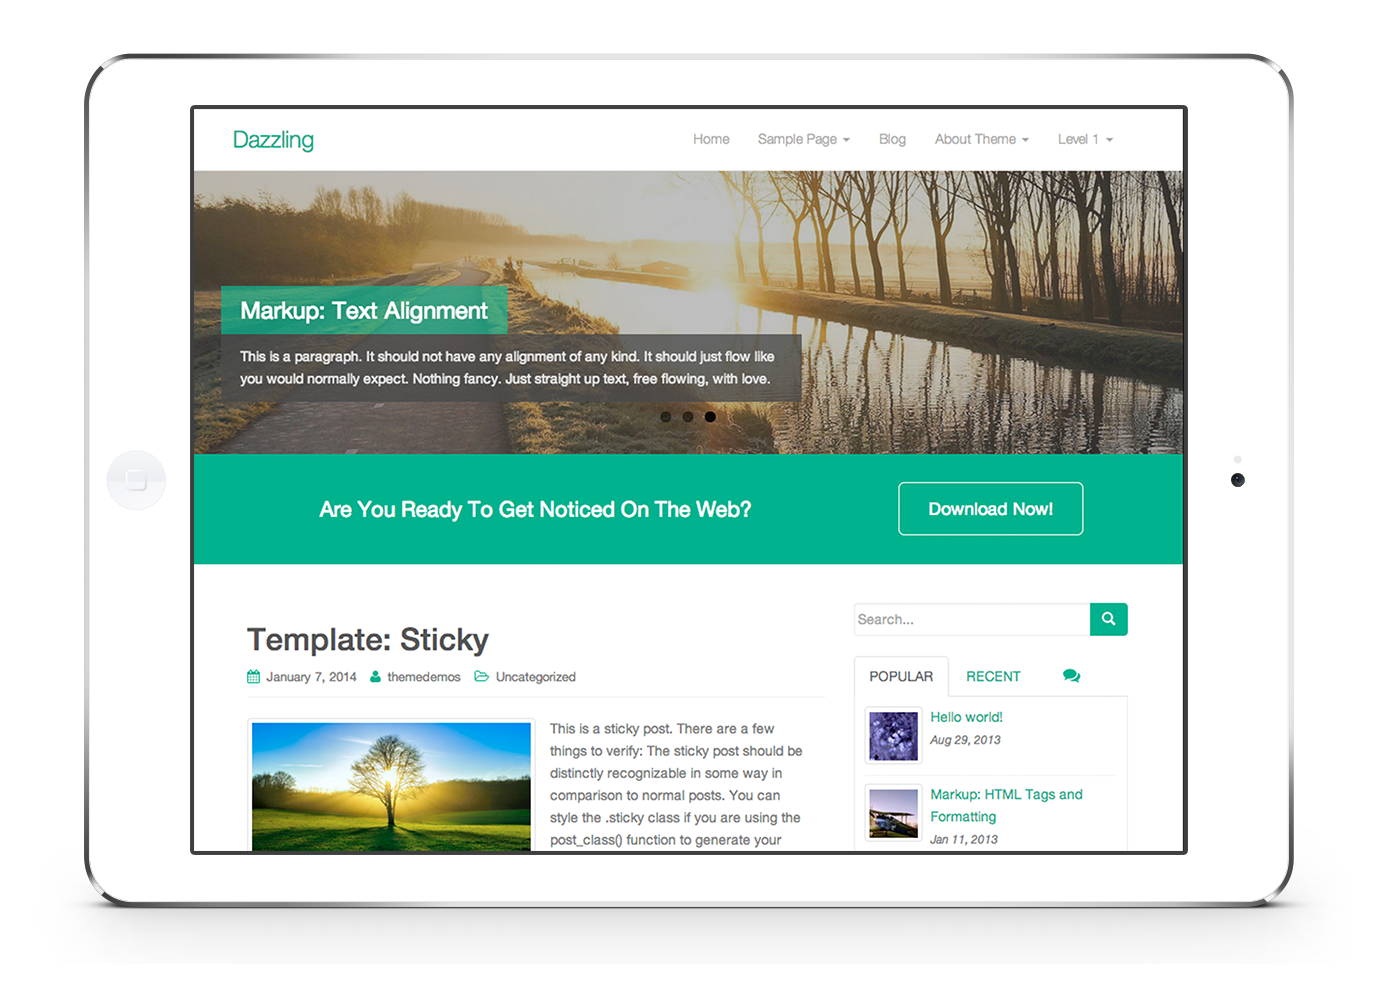 Dazzling
Home
Sample Page
Blog
About Theme
Level 1
Markup: Text Alignment
This is a paragraph. It should not have any alignment of any kind. It should just flow like
you would normally expect. Nothing fancy. Just straight up text, free flowing, with love.
Are You Ready To Get Noticed On The Web?
Download Now!
Template: Sticky
January 7, 2014
themedemos
Uncategorized
This is a sticky post. There are a few
things to verify: The sticky post should be
distinctly recognizable in some way in
comparison to normal posts. You can
style the .sticky class if you are using the
post_class() function to generate your
Search...
POPULAR
RECENT
Hello world!
Aug 29, 2013
Markup: HTML Tags and
Formatting
Jan 11, 2013